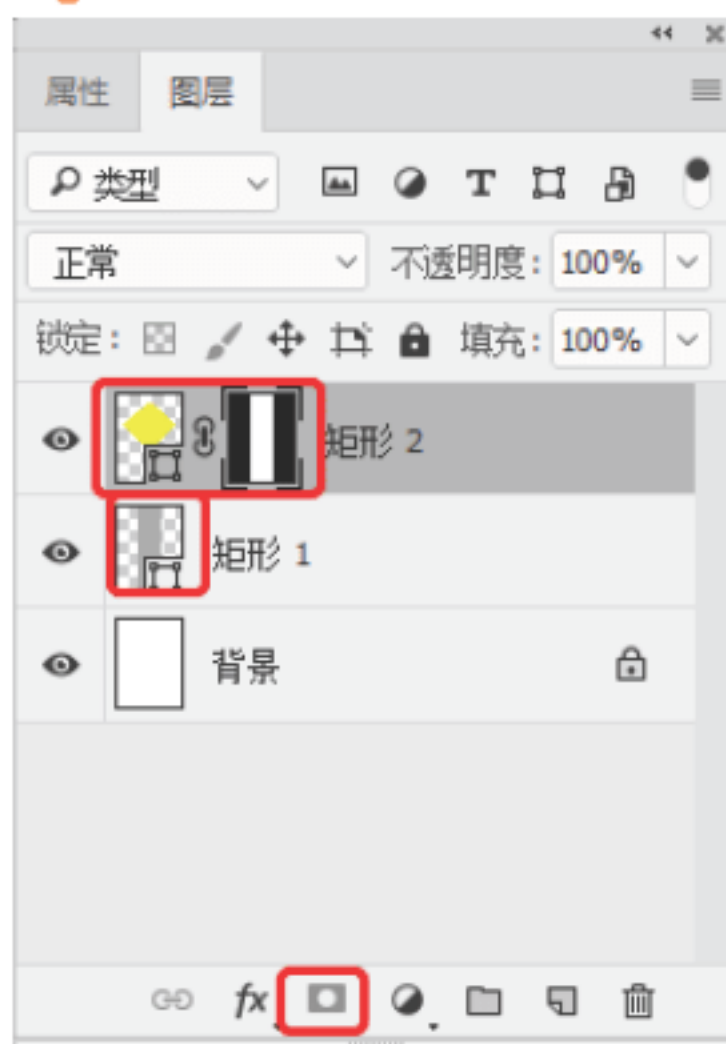 属性 图层
类型 T
正常 不透明度: 100%
锁定: 填充: 100%
矩形 2
矩形 1
背景
fx